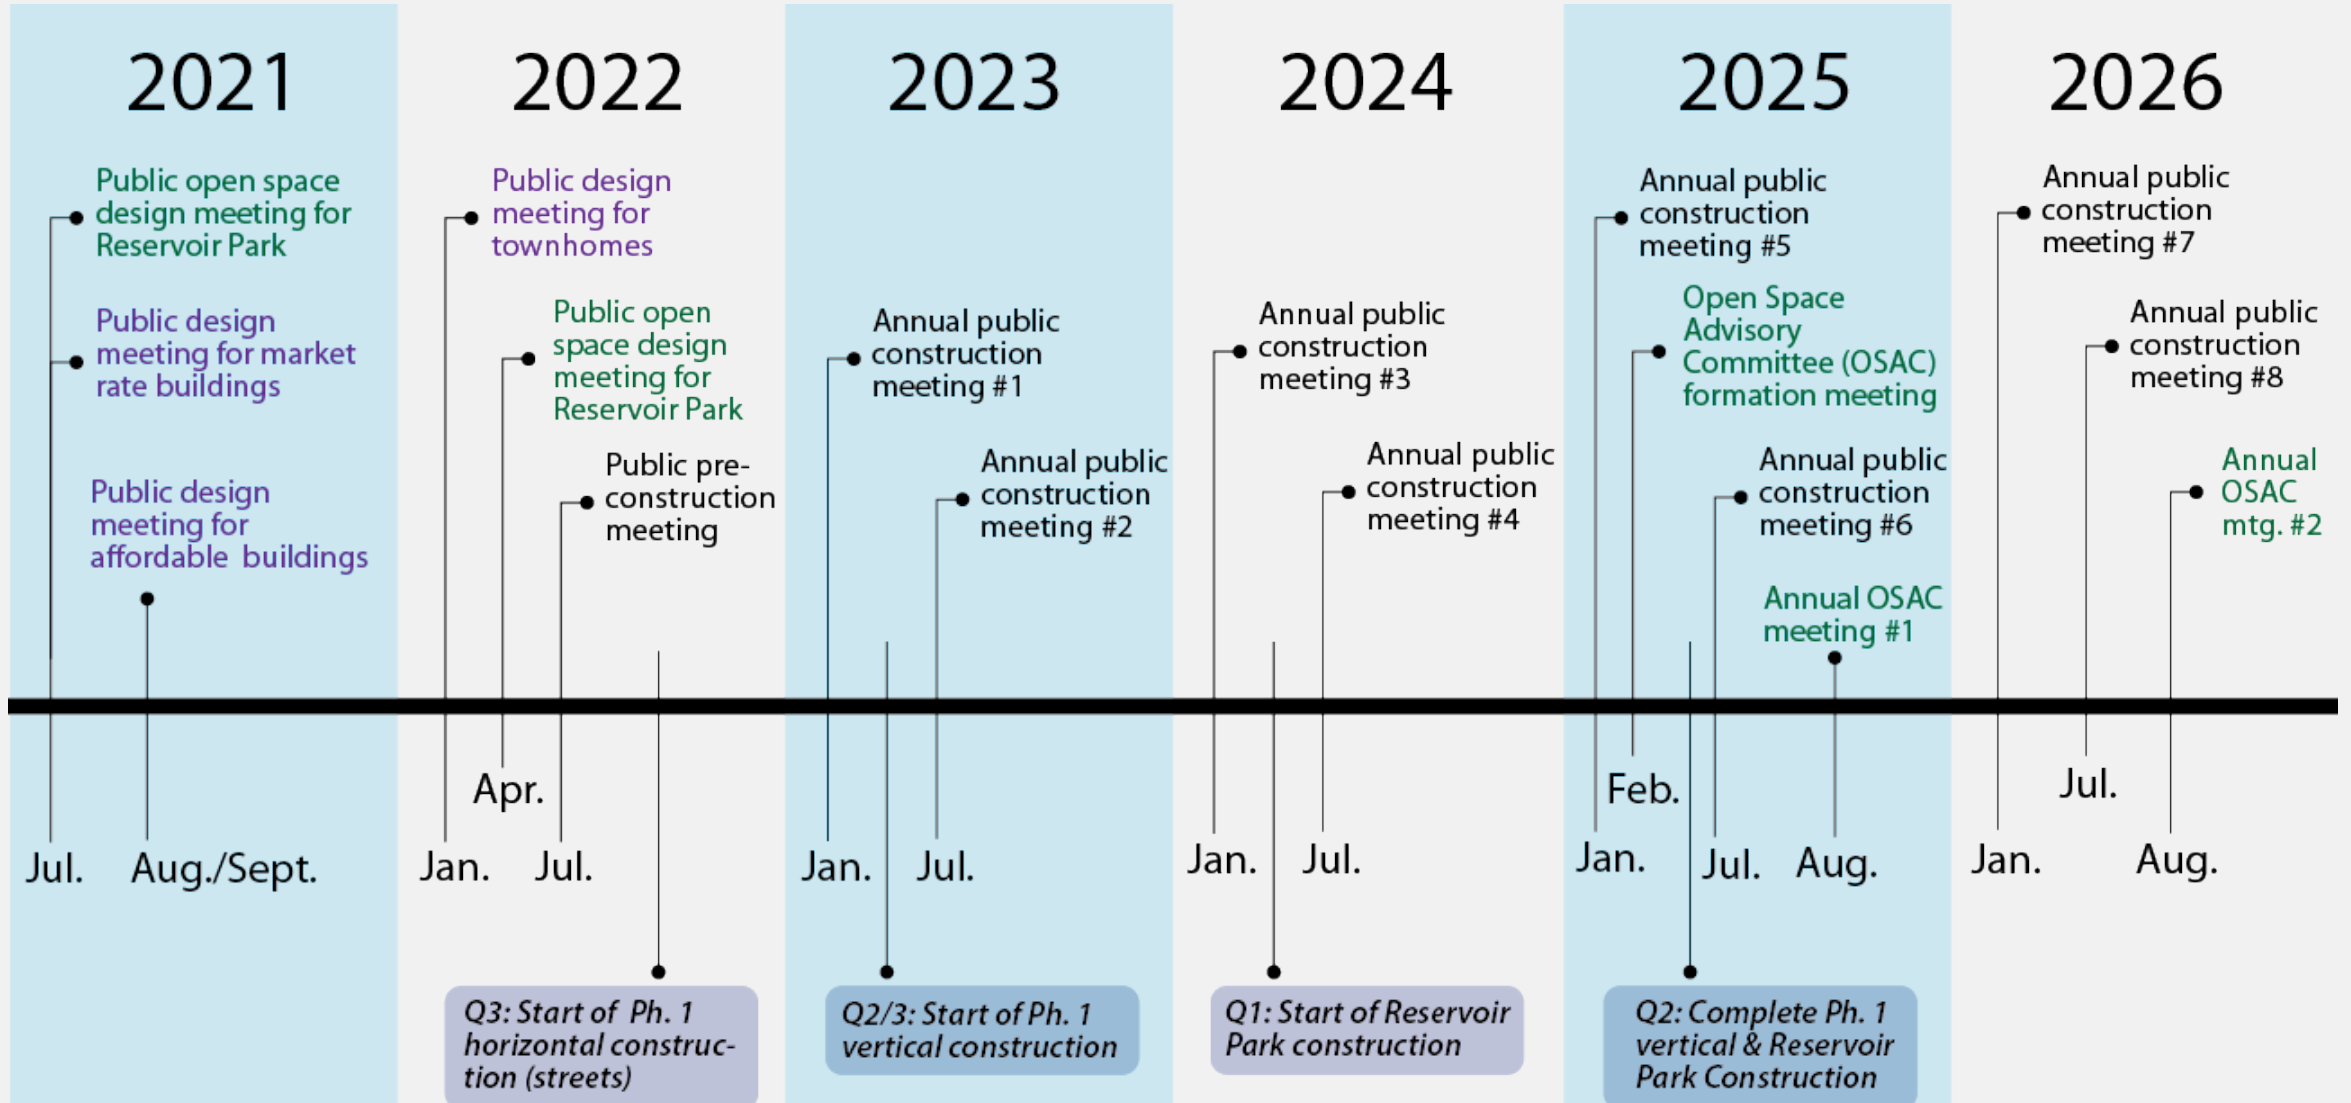 2021
Public open space
design meeting for
Reservoir Park
Public design
meeting for market
rate buildings
Public design
meeting for
affordable buildings
Jul.
Aug./Sept.
2022
Public design
meeting for
townhomes
Public open
space design
meeting for
Reservoir Park
Public pre-
construction
meeting
Apr.
Jan.
Jul.
Q3: Start of Ph. 1
horizontal construc-
tion (streets)
2023
Annual public
construction
meeting #1
Annual public
construction
meeting #2
Jan.
Jul.
Q2/3: Start of Ph. 1
vertical construction
2024
Annual public
construction
meeting #3
Annual public
construction
meeting #4
Jan.
Jul.
Q1: Start of Reservoir
Park construction
2025
Annual public
construction
meeting #5
Open Space
Advisory
Committee (OSAC)
formation meeting
Annual public
construction
meeting #6
Annual OSAC
meeting #1
Feb.
Jan.
Jul.
Aug.
Q2: Complete Ph. 1
vertical & Reservoir
Park Construction
2026
Annual public
construction
meeting #7
Annual public
construction
meeting #8
Annual
OSAC
mtg. #2
Jul.
Jan.
Aug.